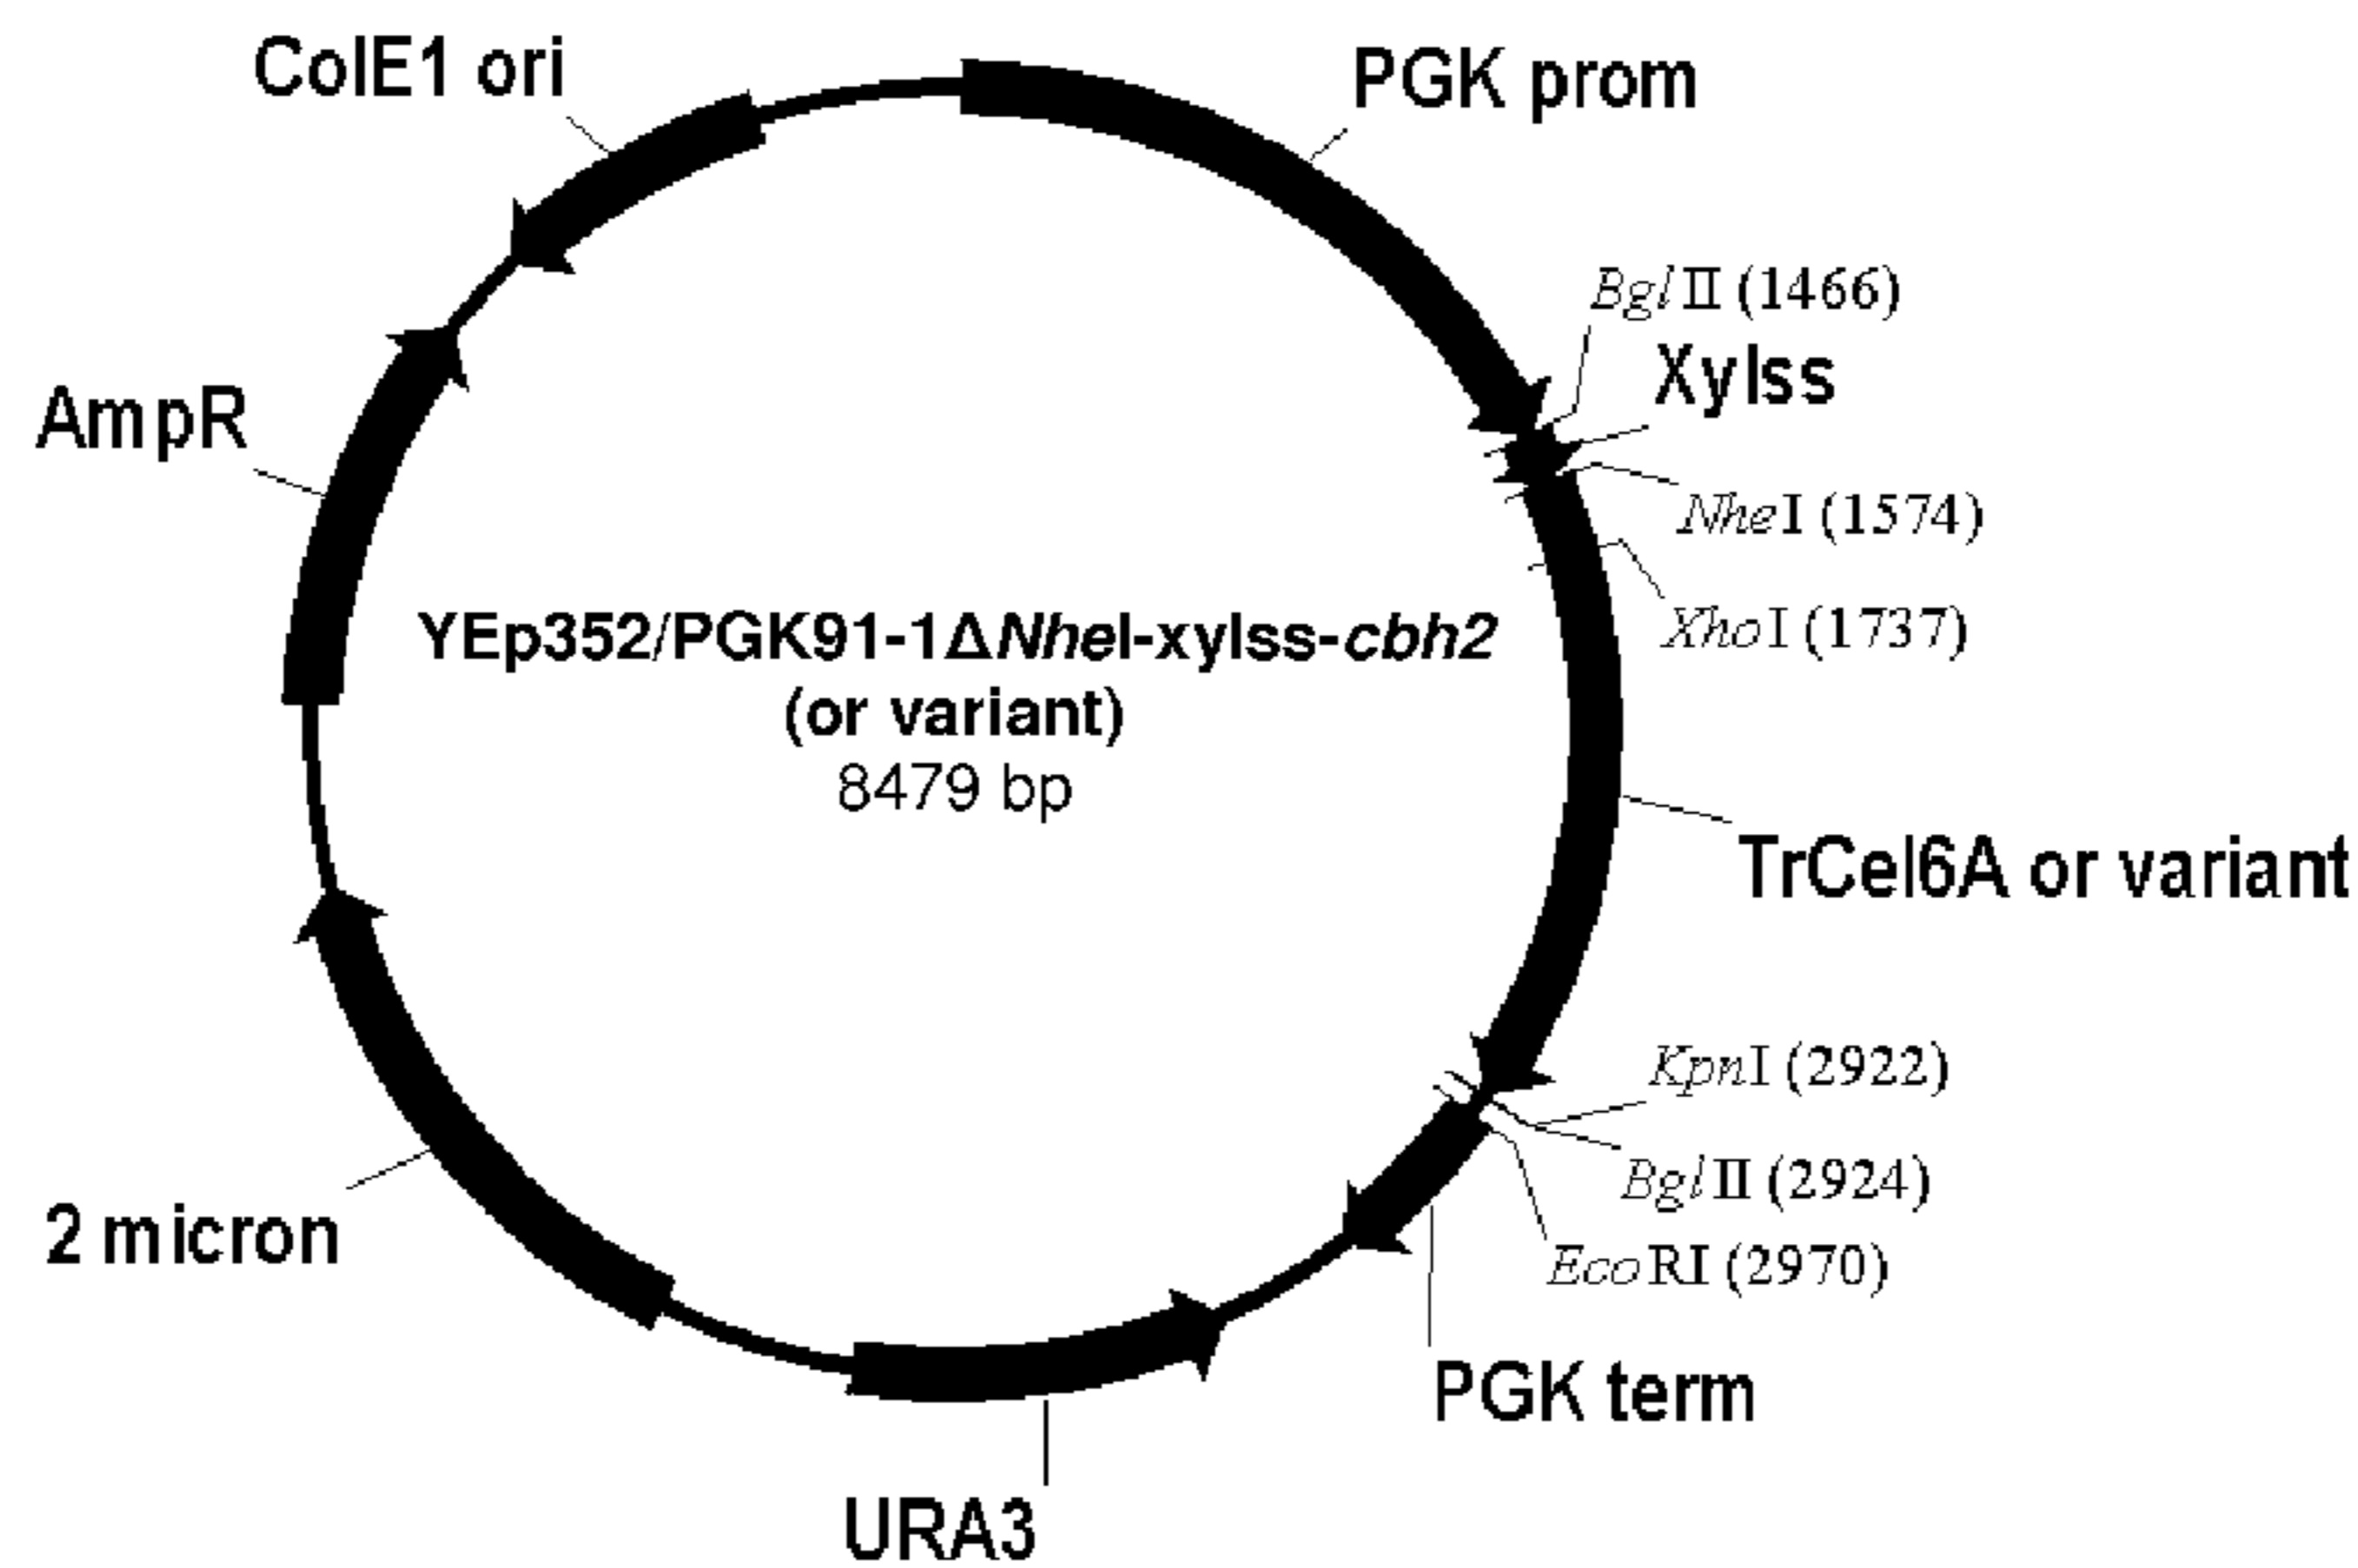 ColE1 ori
PGK prom
BglII (1466)
Xylss
AmpR
NheI (1574)
XhoI (1737)
YEp352/PGK91-1ΔNheI-xylss-cbh2
(or variant)
8479 bp
TrCel6A or variant
KpnI (2922)
BglII (2924)
2 micron
EcoRI (2970)
PGK term
URA3